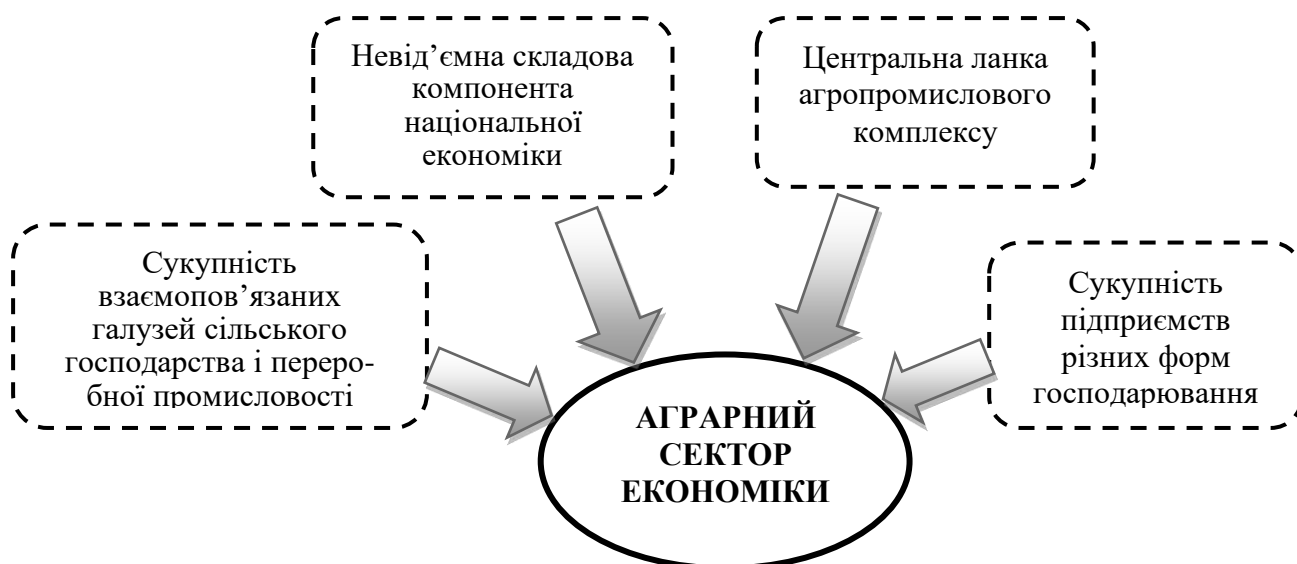 Невід’ємна складова
компонента
національної
економіки
Центральна ланка
агропромислового
комплексу
Сукупність
взаємопов’язаних
галузей сільського
господарства і переро-
бної промисловості
Сукупність
підприємств
різних форм
господарювання
АГРАРНИЙ
СЕКТОР
ЕКОНОМІКИ